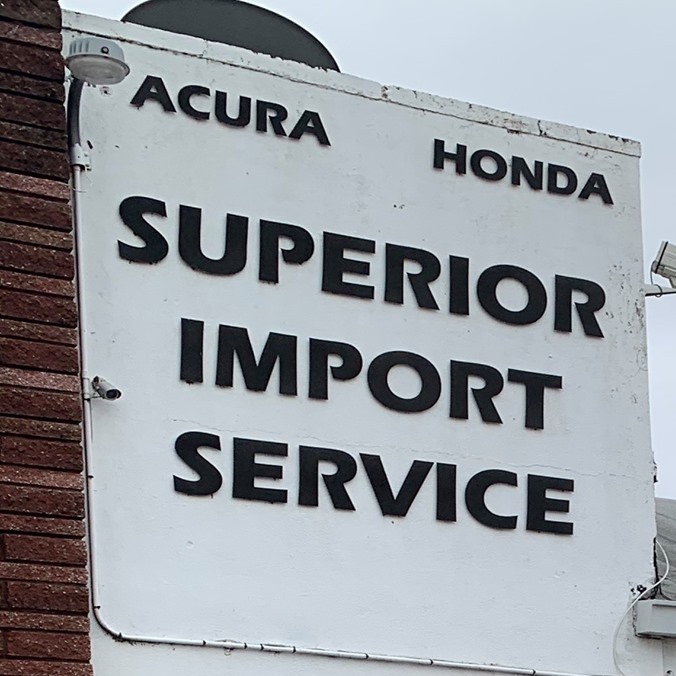 ACURA HONDA
SUPERIOR
IMPORT
SERVICE